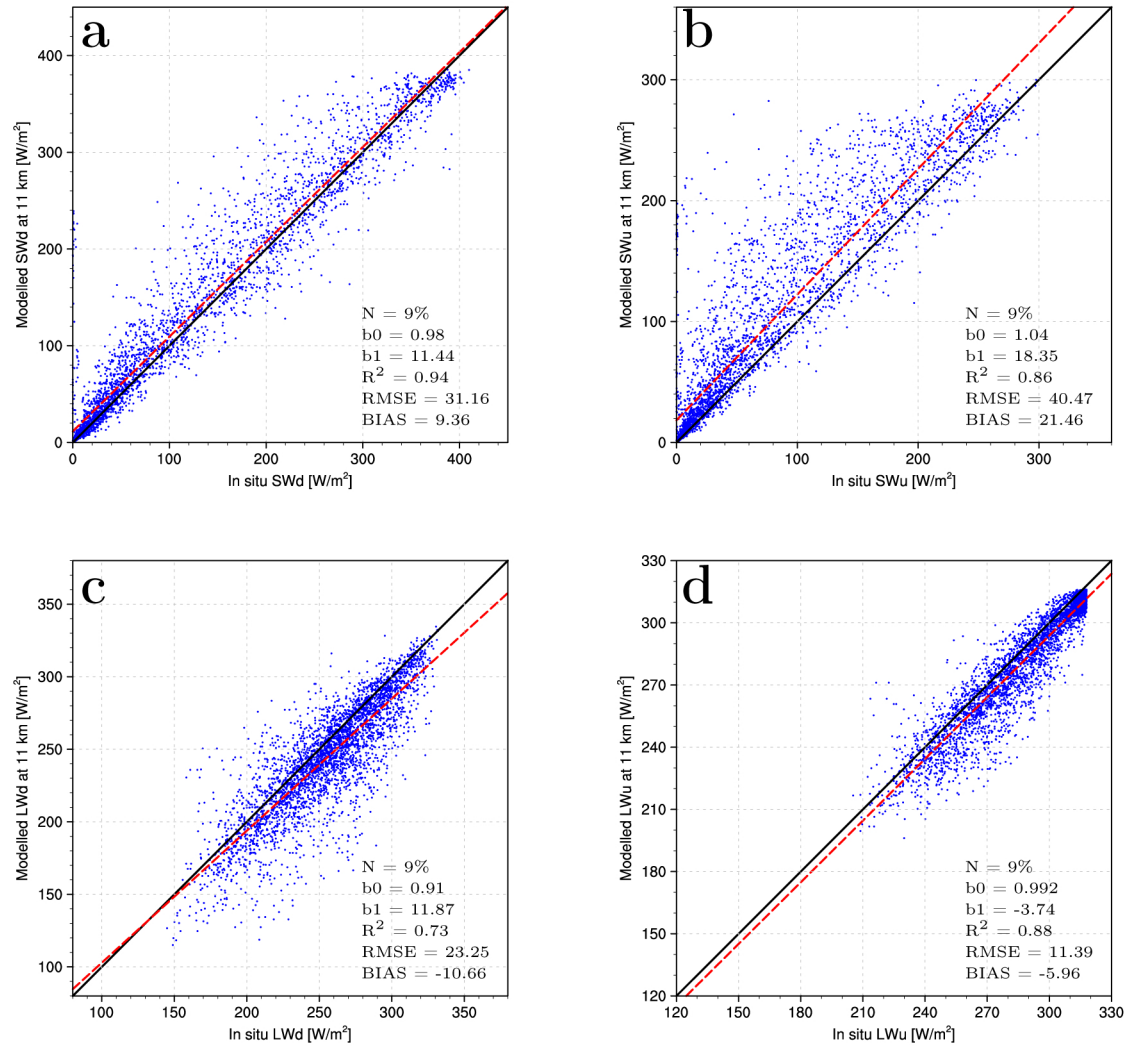 a
400
300
200
100
0
Modelled SWd at 11 km [W/m²]
N = 9%
b0 = 0.98
b1 = 11.44
R² = 0.94
RMSE = 31.16
BIAS = 9.36
0 100 200 300 400
In situ SWd [W/m²]
b
300
200
100
0
Modelled SWu at 11 km [W/m²]
N = 9%
b0 = 1.04
b1 = 18.35
R² = 0.86
RMSE = 40.47
BIAS = 21.46
0 100 200 300
In situ SWu [W/m²]
c
350
300
250
200
150
100
Modelled LWd at 11 km [W/m²]
N = 9%
b0 = 0.91
b1 = 11.87
R² = 0.73
RMSE = 23.25
BIAS = -10.66
100 150 200 250 300 350
In situ LWd [W/m²]
d
330
300
270
240
210
180
150
120
Modelled LWu at 11 km [W/m²]
N = 9%
b0 = 0.992
b1 = -3.74
R² = 0.88
RMSE = 11.39
BIAS = -5.96
120 150 180 210 240 270 300 330
In situ LWu [W/m²]